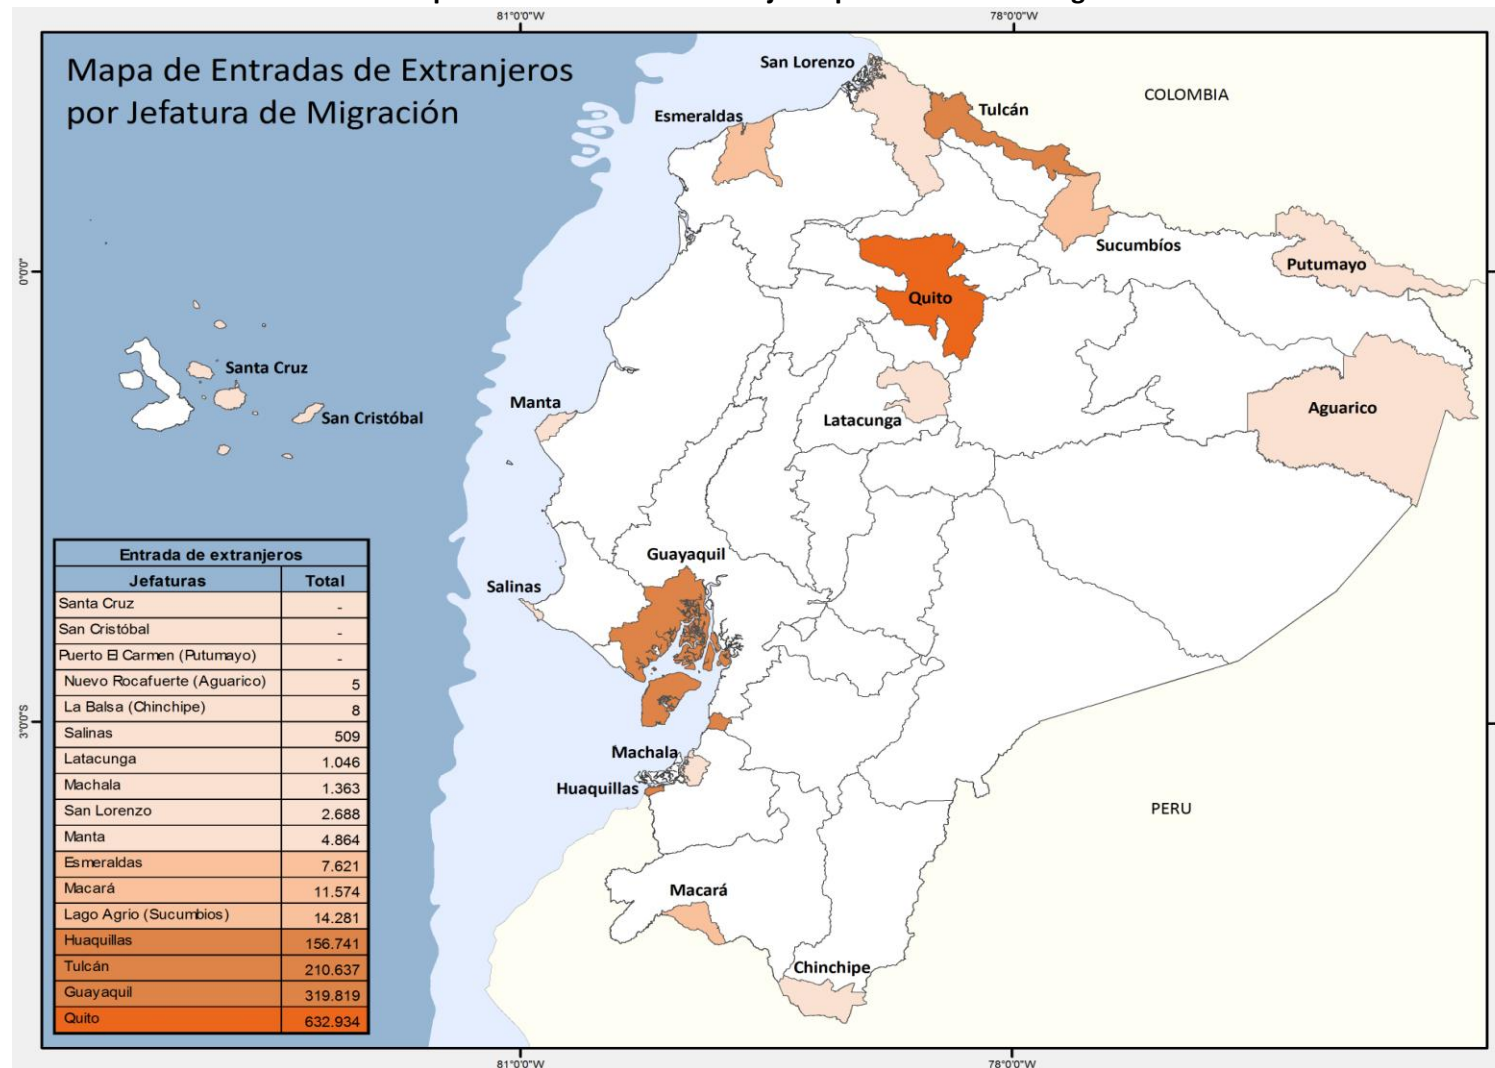 81°0'0"W
78°0'0"W
Mapa de Entradas de Extranjeros
por Jefatura de Migración
San Lorenzo
COLOMBIA
Tulcán
Esmeraldas
Sucumbíos
Putumayo
0°0'0"
Quito
Santa Cruz
Manta
Aguarico
San Cristóbal
Latacunga
Guayaquil
Salinas
Entrada de extranjeros
Jefaturas Total
Santa Cruz -
San Cristóbal -
Puerto El Carmen (Putumayo) -
Nuevo Rocafuerte (Aguarico) 5
La Balsa (Chinchipe) 8
Salinas 509
Latacunga 1.046
Machala 1.363
San Lorenzo 2.688
Manta 4.864
Esmeraldas 7.621
Macará 11.574
Lago Agrio (Sucumbios) 14.281
Huaquillas 156.741
Tulcán 210.637
Guayaquil 319.819
Quito 632.934
3°0'0"S
Machala
Huaquillas
PERU
Macará
Chinchipe
81°0'0"W
78°0'0"W